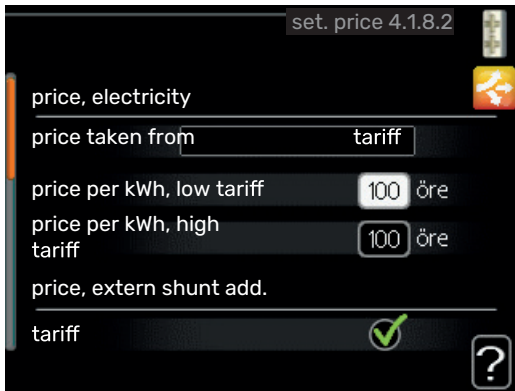 set. price 4.1.8.2
price, electricity
price taken from tariff
price per kWh, low tariff 100 öre
price per kWh, high
tariff 100 öre
price, extern shunt add.
tariff
?